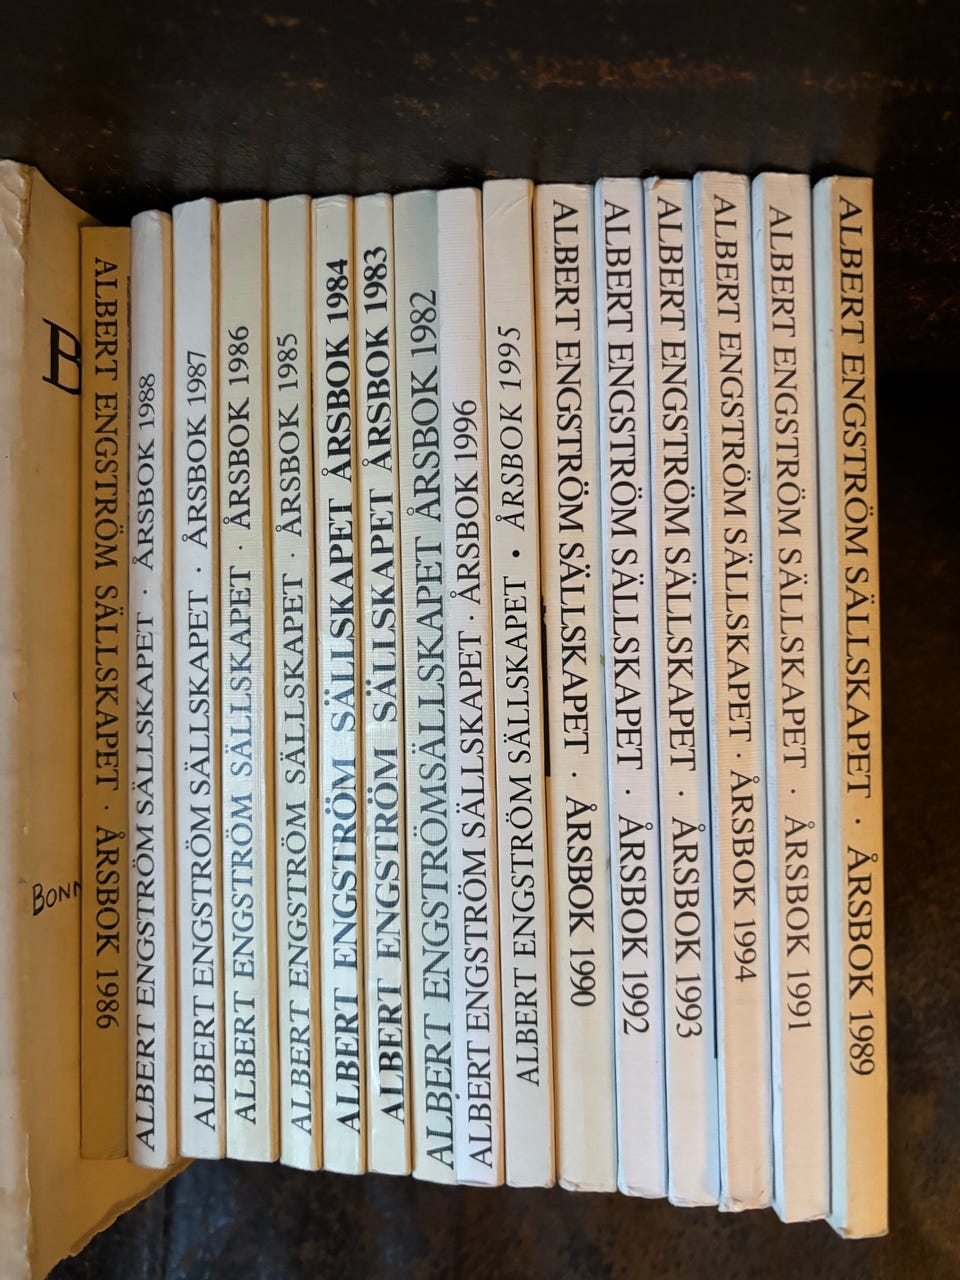 B
BONN
ALBERT ENGSTRÖM SÄLLSKAPET · ÅRSBOK 1986
ALBERT ENGSTRÖM SÄLLSKAPET · ÅRSBOK 1988
ALBERT ENGSTRÖM SÄLLSKAPET · ÅRSBOK 1987
ALBERT ENGSTRÖM SÄLLSKAPET · ÅRSBOK 1986
ALBERT ENGSTRÖM SÄLLSKAPET · ÅRSBOK 1985
ALBERT ENGSTRÖM SÄLLSKAPET ÅRSBOK 1984
ALBERT ENGSTRÖM SÄLLSKAPET ÅRSBOK 1983
ALBERT ENGSTRÖMSÄLLSKAPET ÅRSBOK 1982
ALBERT ENGSTRÖM SÄLLSKAPET · ÅRSBOK 1996
ALBERT ENGSTRÖM SÄLLSKAPET • ÅRSBOK 1995
ALBERT ENGSTRÖM SÄLLSKAPET · ÅRSBOK 1990
ALBERT ENGSTRÖM SÄLLSKAPET · ÅRSBOK 1992
ALBERT ENGSTRÖM SÄLLSKAPET · ÅRSBOK 1993
ALBERT ENGSTRÖM SÄLLSKAPET · ÅRSBOK 1994
ALBERT ENGSTRÖM SÄLLSKAPET · ÅRSBOK 1991
ALBERT ENGSTRÖM SÄLLSKAPET · ÅRSBOK 1989